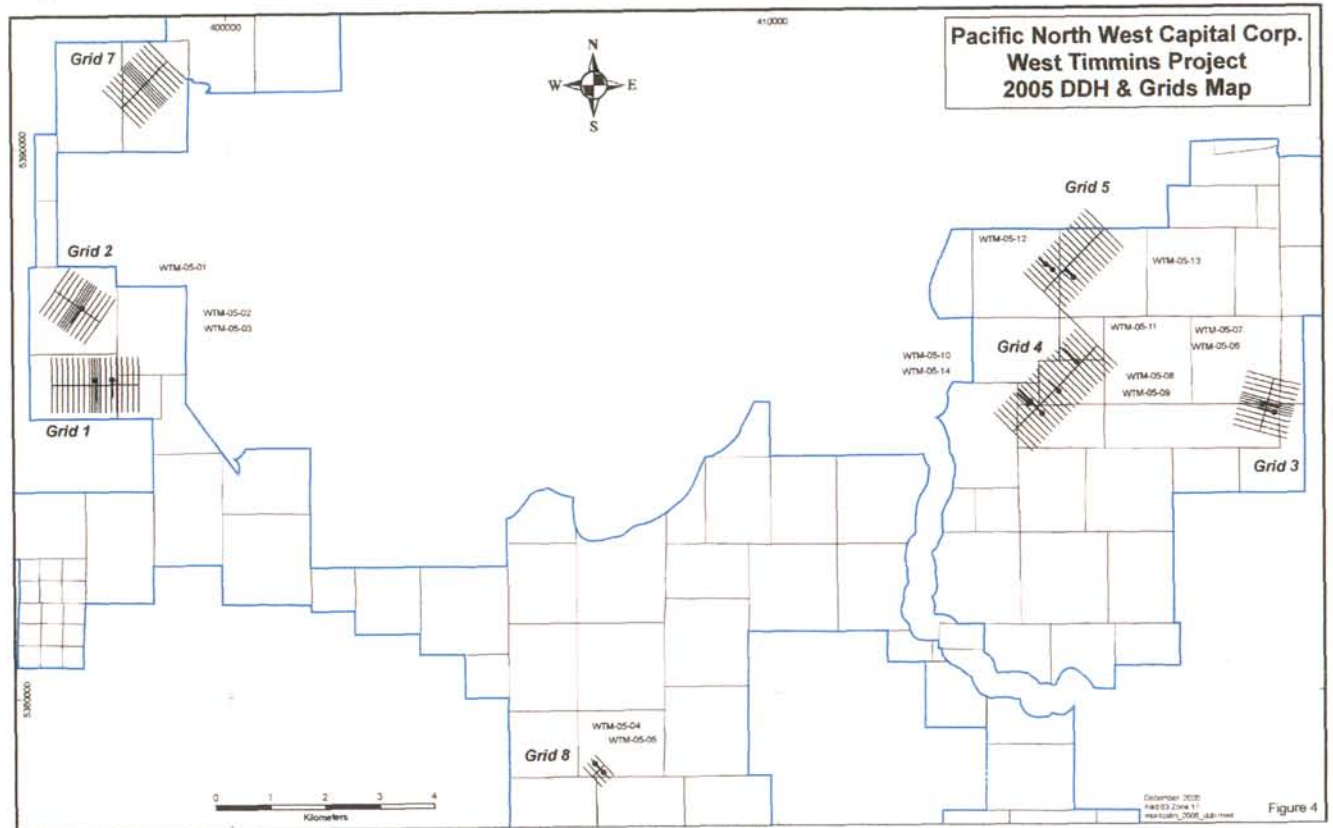 400000
410000
Pacific North West Capital Corp.
West Timmins Project
2005 DDH & Grids Map
N
W E
S
Grid 7
5390000
Grid 5
WTM-05-12
WTM-05-13
Grid 2
WTM-05-01
WTM-05-02
WTM-05-03
WTM-05-11
WTM-05-07
WTM-05-06
Grid 4
WTM-05-10
WTM-05-14
WTM-05-08
WTM-05-09
Grid 1
Grid 3
5380000
WTM-05-04
WTM-05-05
Grid 8
0 1 2 3 4
Kilometers
December 2005
Nad 83 Zone 17
Figure 4